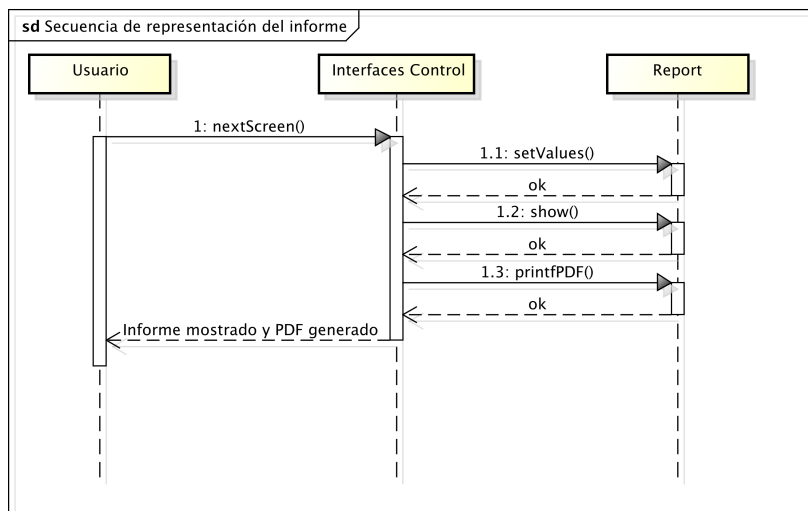 sd Secuencia de representación del informe
Usuario
Interfaces Control
Report
1: nextScreen()
1.1: setValues()
ok
1.2: show()
ok
1.3: printfPDF()
ok
Informe mostrado y PDF generado